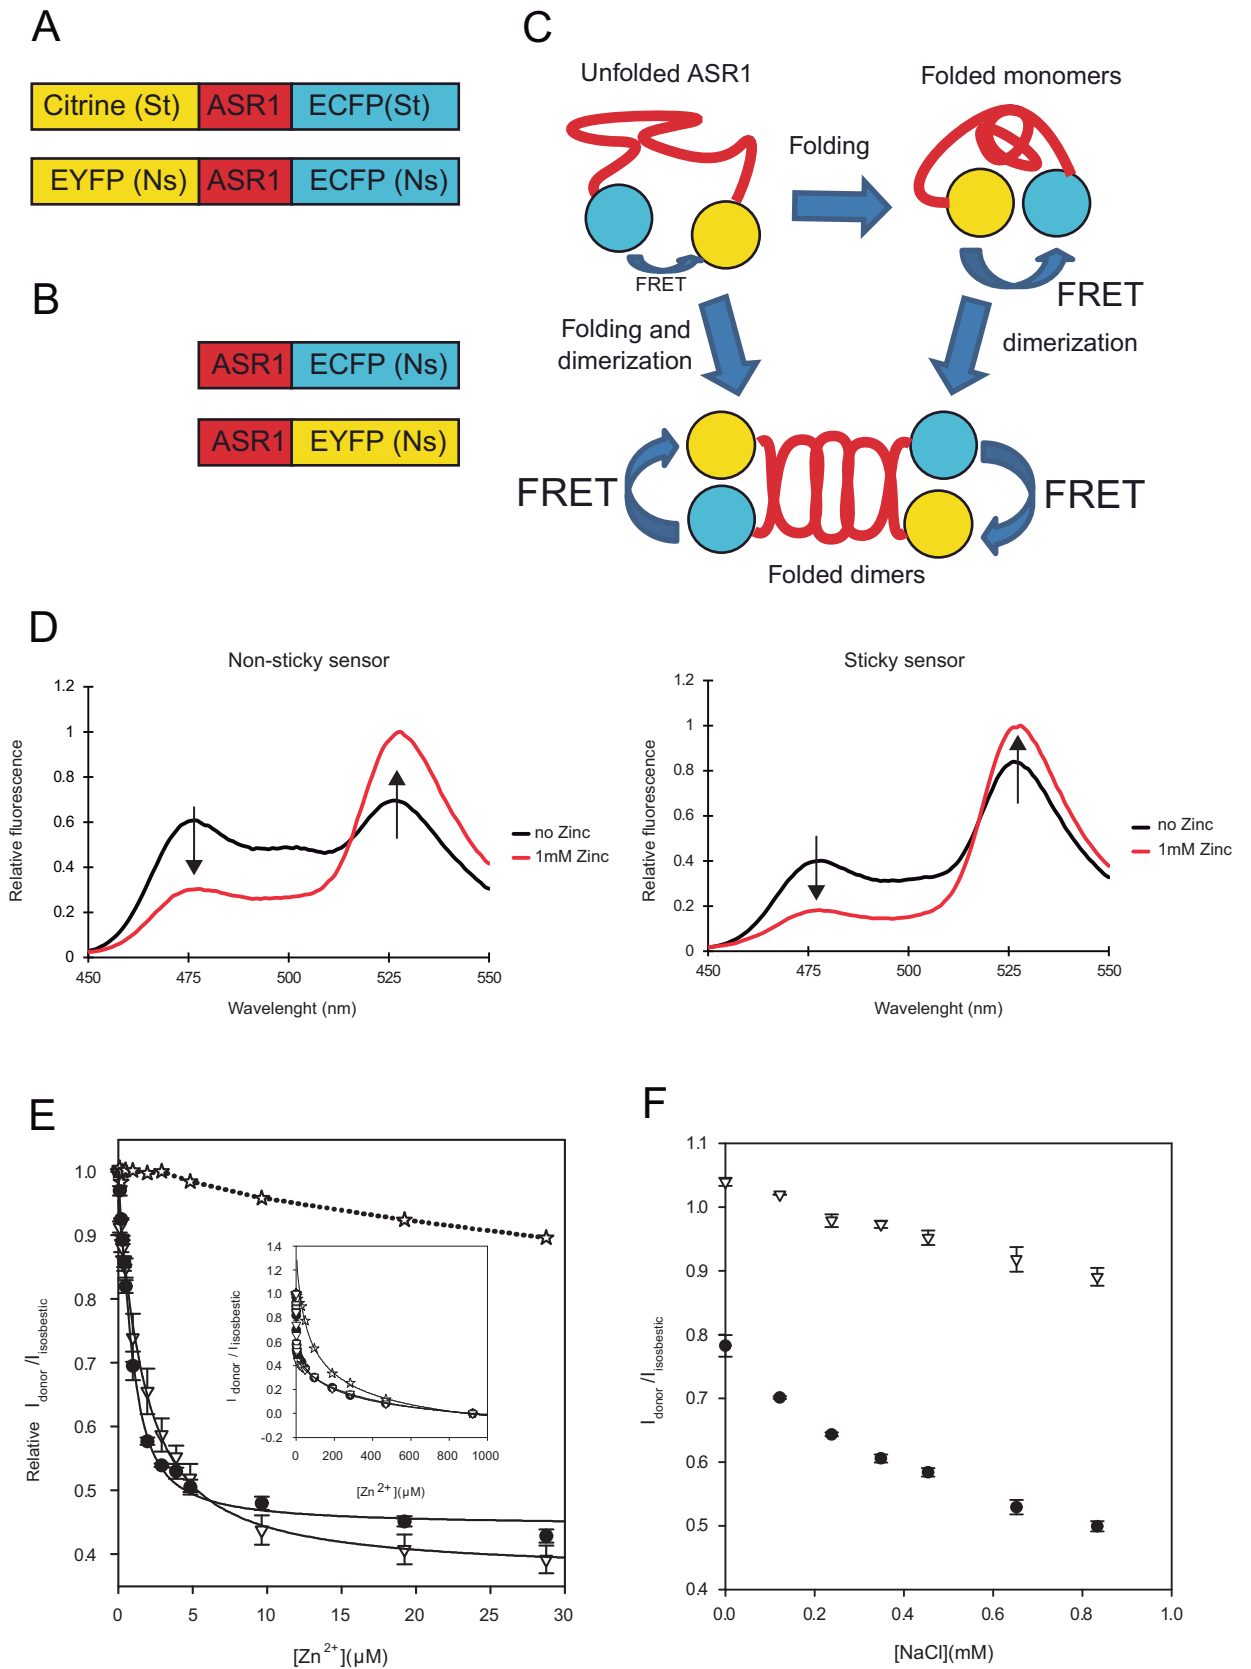 A
Citrine (St) ASR1 ECFP(St)
EYFP (Ns) ASR1 ECFP (Ns)
B
ASR1 ECFP (Ns)
ASR1 EYFP (Ns)
C
Unfolded ASR1
Folded monomers
Folding
FRET
FRET
Folding and
dimerization
dimerization
FRET
FRET
Folded dimers
D
Non-sticky sensor
1.2
1
0.8
0.6
0.4
0.2
0
450 475 500 525 550
Relative fluorescence
Wavelenght (nm)
no Zinc
1mM Zinc
Sticky sensor
1.2
1
0.8
0.6
0.4
0.2
0
450 475 500 525 550
Relative fluorescence
Wavelenght (nm)
no Zinc
1mM Zinc
E
1.0
0.9
0.8
0.7
0.6
0.5
0.4
0 5 10 15 20 25 30
Relative I donor /I isosbestic
[Zn 2+](µM)
1.4
1.2
1.0
0.8
0.6
0.4
0.2
0.0
-0.2
0 200 400 600 800 1000
I donor / I isosbestic
[Zn 2+](µM)
F
1.1
1.0
0.9
0.8
0.7
0.6
0.5
0.4
0.0 0.2 0.4 0.6 0.8 1.0
I donor /I isosbestic
[NaCl](mM)